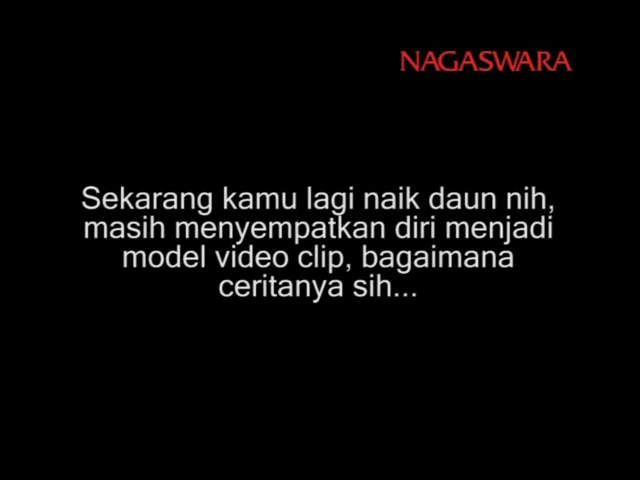 NAGASWARA
Sekarang kamu lagi naik daun nih,
masih menyempatkan diri menjadi
model video clip, bagaimana
ceritanya sih...